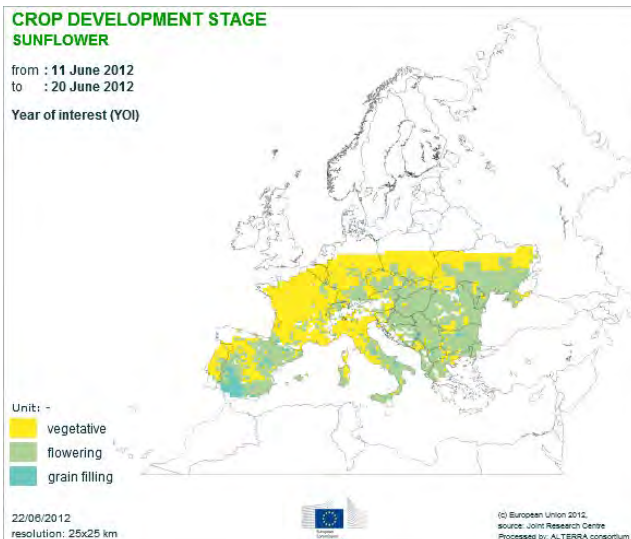 CROP DEVELOPMENT STAGE
SUNFLOWER
from : 11 June 2012
to : 20 June 2012
Year of interest (YOI)
Unit: -
vegetative
flowering
grain filling
22/06/2012
resolution: 25x25 km
European
Commission
(c) European Union 2012,
source: Joint Research Centre
Processed by: ALTERRA consortium